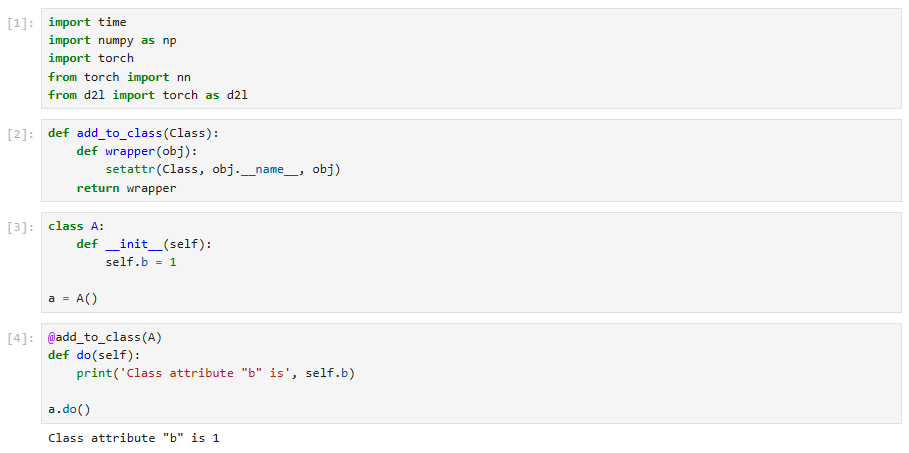 [1]: import time
import numpy as np
import torch
from torch import nn
from d2l import torch as d2l
[2]: def add_to_class(Class):
    def wrapper(obj):
        setattr(Class, obj.__name__, obj)
    return wrapper
[3]: class A:
    def __init__(self):
        self.b = 1
a = A()
[4]: @add_to_class(A)
def do(self):
    print('Class attribute "b" is', self.b)
a.do()
Class attribute "b" is 1